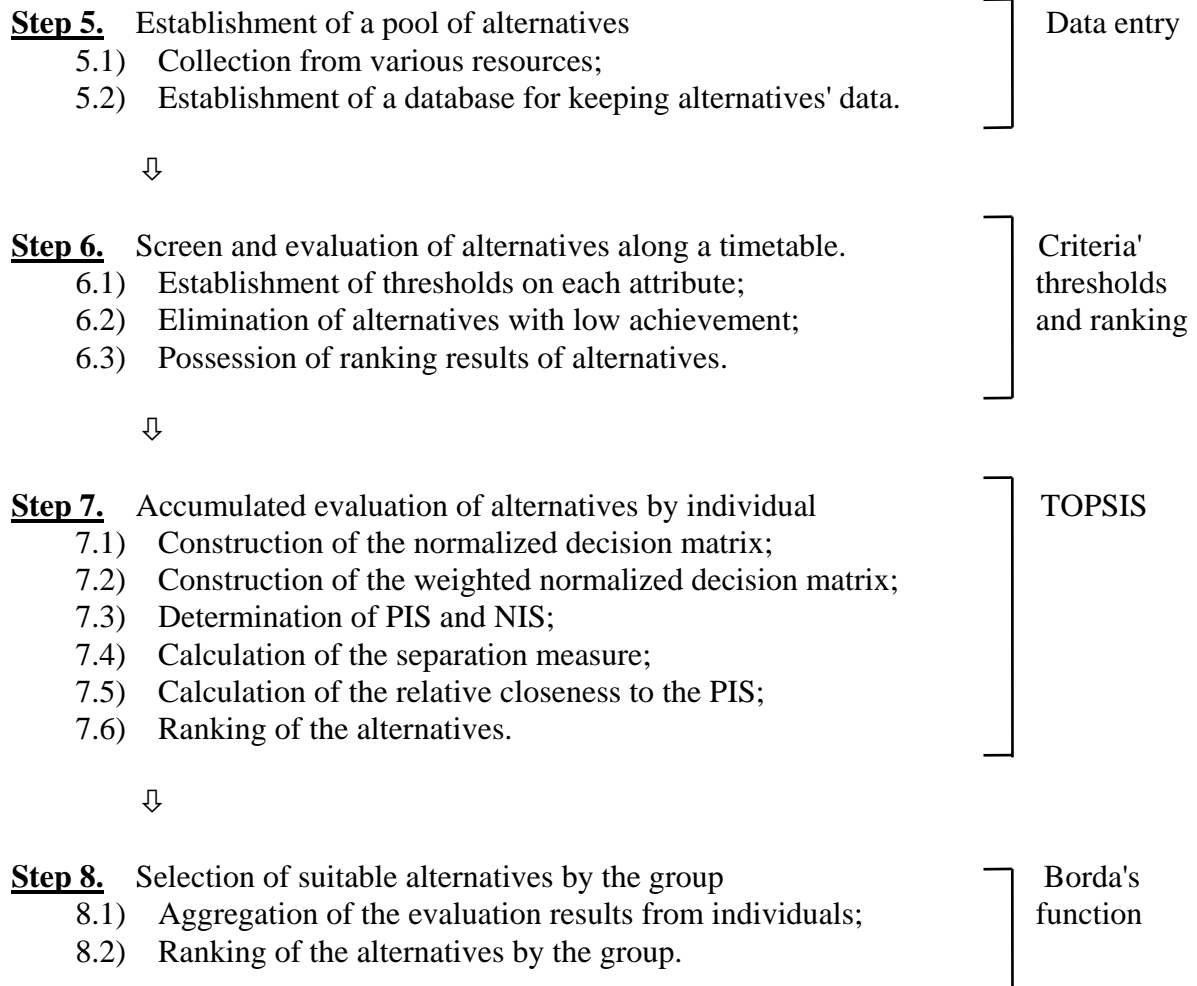 Step 5. Establishment of a pool of alternatives Data entry
5.1) Collection from various resources;
5.2) Establishment of a database for keeping alternatives' data.
⇩
Step 6. Screen and evaluation of alternatives along a timetable. Criteria'
6.1) Establishment of thresholds on each attribute; thresholds
6.2) Elimination of alternatives with low achievement; and ranking
6.3) Possession of ranking results of alternatives.
⇩
Step 7. Accumulated evaluation of alternatives by individual TOPSIS
7.1) Construction of the normalized decision matrix;
7.2) Construction of the weighted normalized decision matrix;
7.3) Determination of PIS and NIS;
7.4) Calculation of the separation measure;
7.5) Calculation of the relative closeness to the PIS;
7.6) Ranking of the alternatives.
⇩
Step 8. Selection of suitable alternatives by the group Borda's
8.1) Aggregation of the evaluation results from individuals; function
8.2) Ranking of the alternatives by the group.